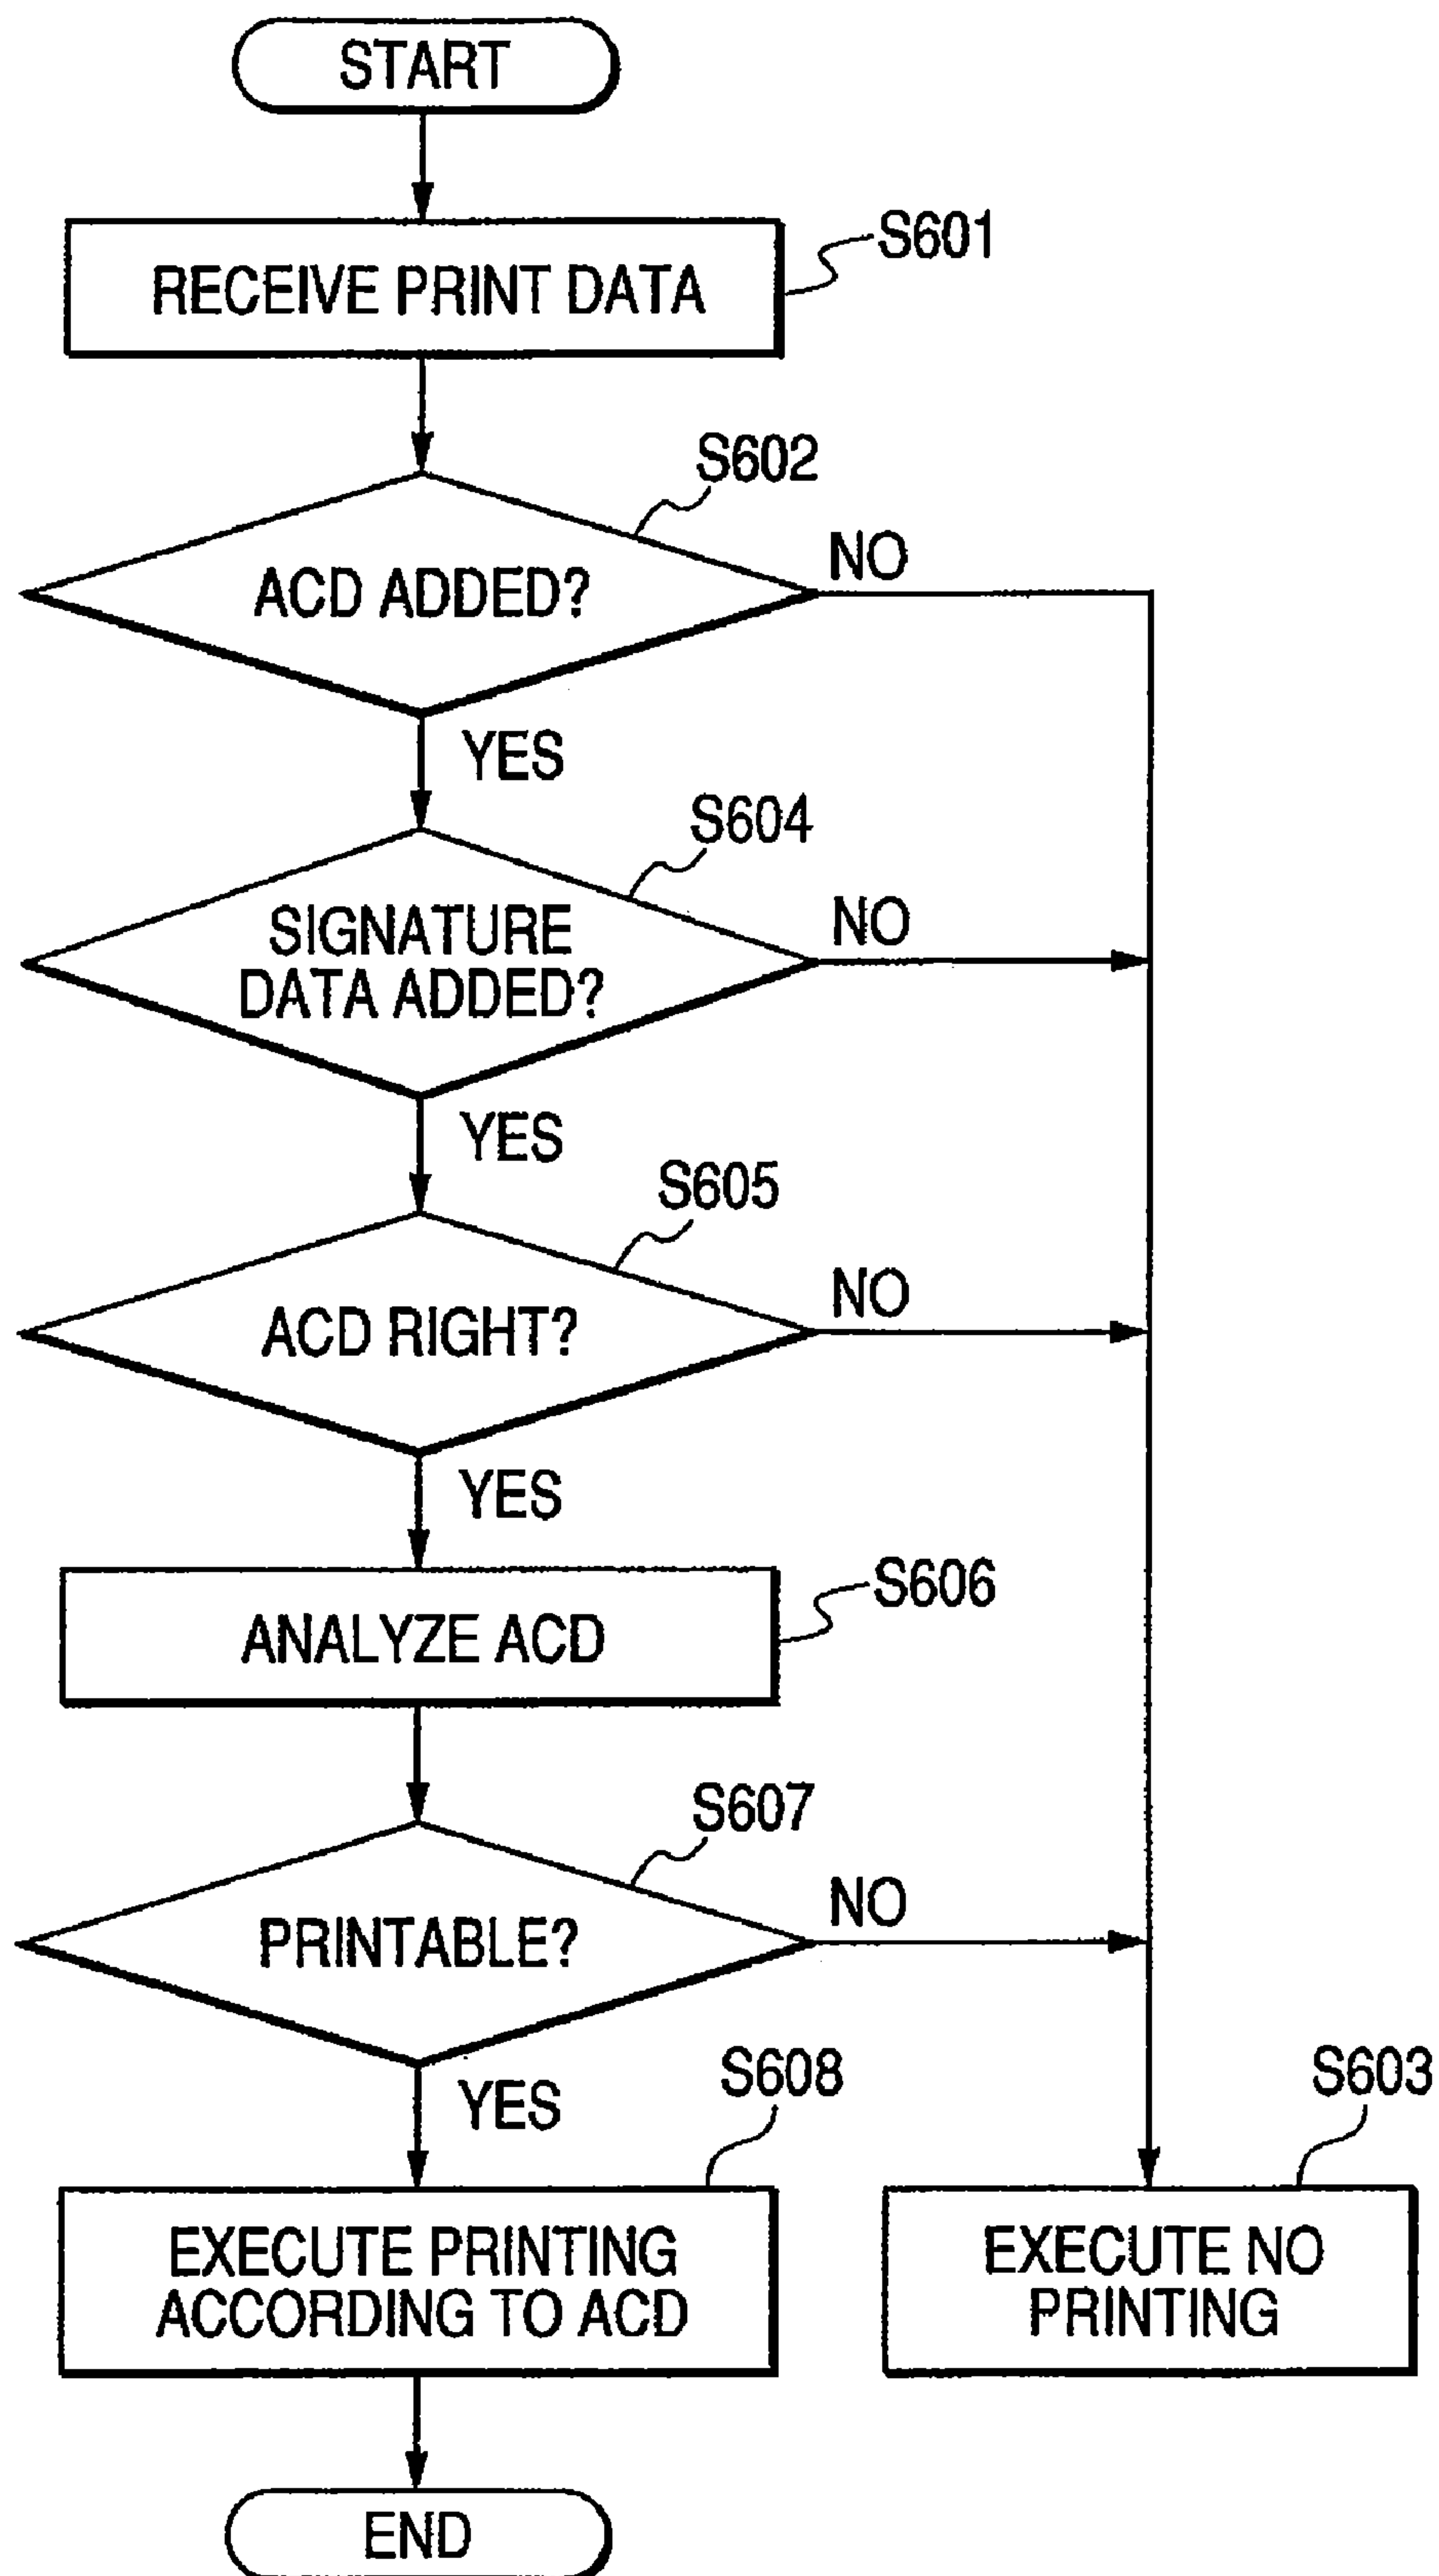 START
RECEIVE PRINT DATA
S601
S602
ACD ADDED?
NO
YES
S604
SIGNATURE
DATA ADDED?
NO
YES
S605
ACD RIGHT?
NO
YES
ANALYZE ACD
S606
S607
PRINTABLE?
NO
YES
S608
EXECUTE PRINTING
ACCORDING TO ACD
S603
EXECUTE NO
PRINTING
END